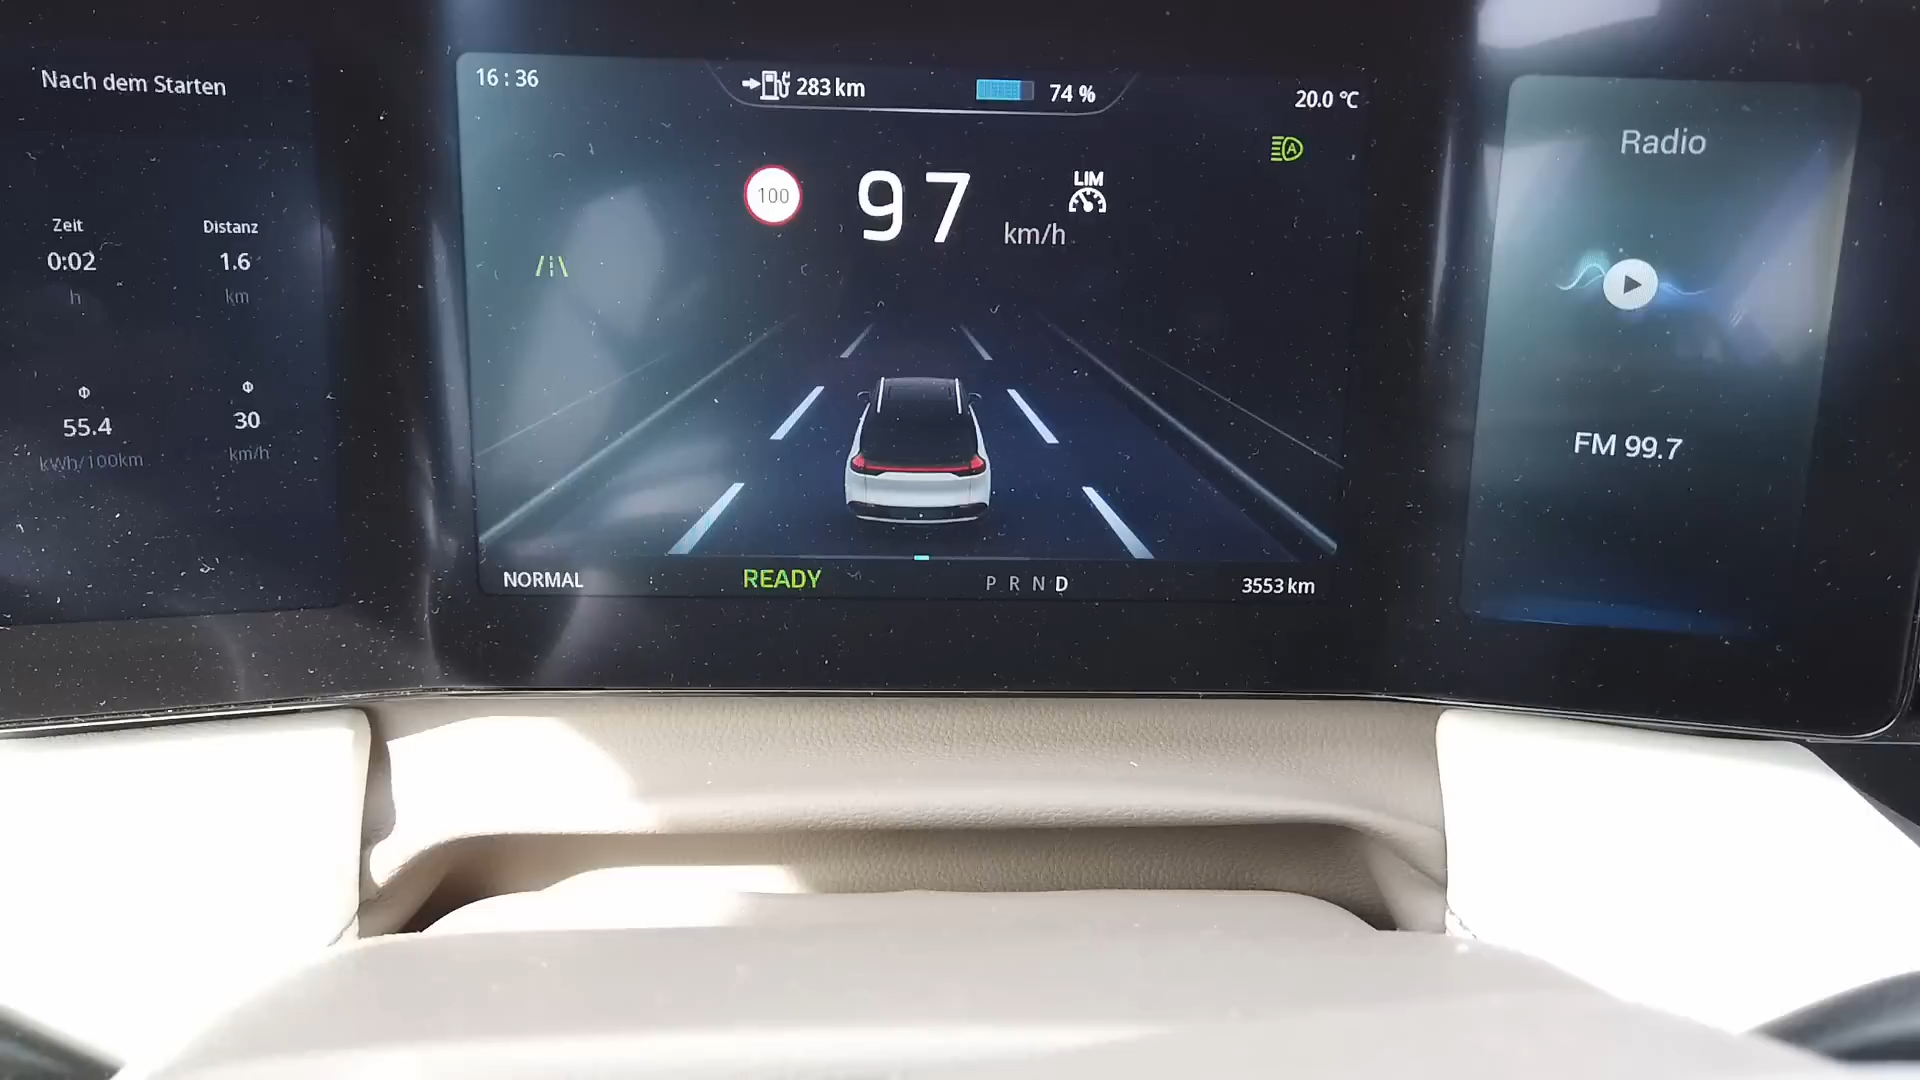 Nach dem Starten
Zeit
Distanz
0:02
1.6
h
km
Φ
Φ
55.4
30
kWh/100km
km/h
16:36
283 km
74 %
20.0 °C
A
100
97
km/h
LIM
NORMAL
READY
P R N D
3553 km
Radio
FM 99.7